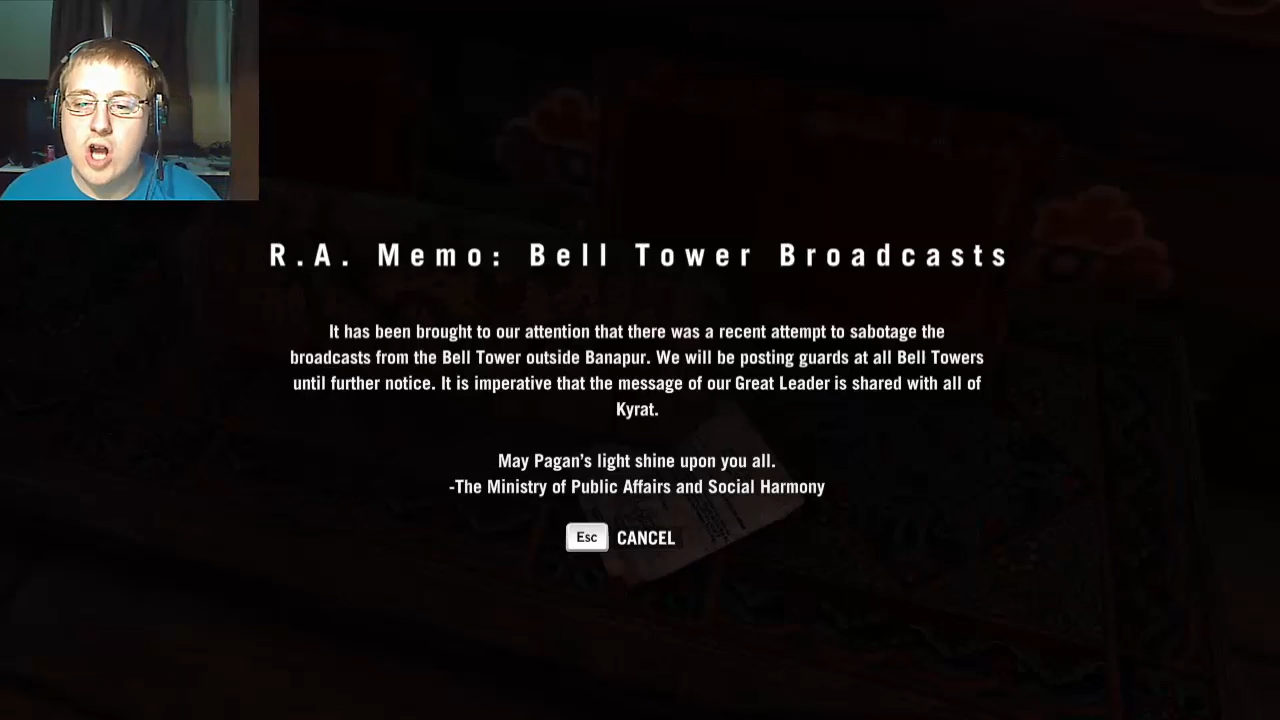 R.A. Memo: Bell Tower Broadcasts
It has been brought to our attention that there was a recent attempt to sabotage the
broadcasts from the Bell Tower outside Banapur. We will be posting guards at all Bell Towers
until further notice. It is imperative that the message of our Great Leader is shared with all of
Kyrat.
May Pagan's light shine upon you all.
-The Ministry of Public Affairs and Social Harmony
Esc CANCEL